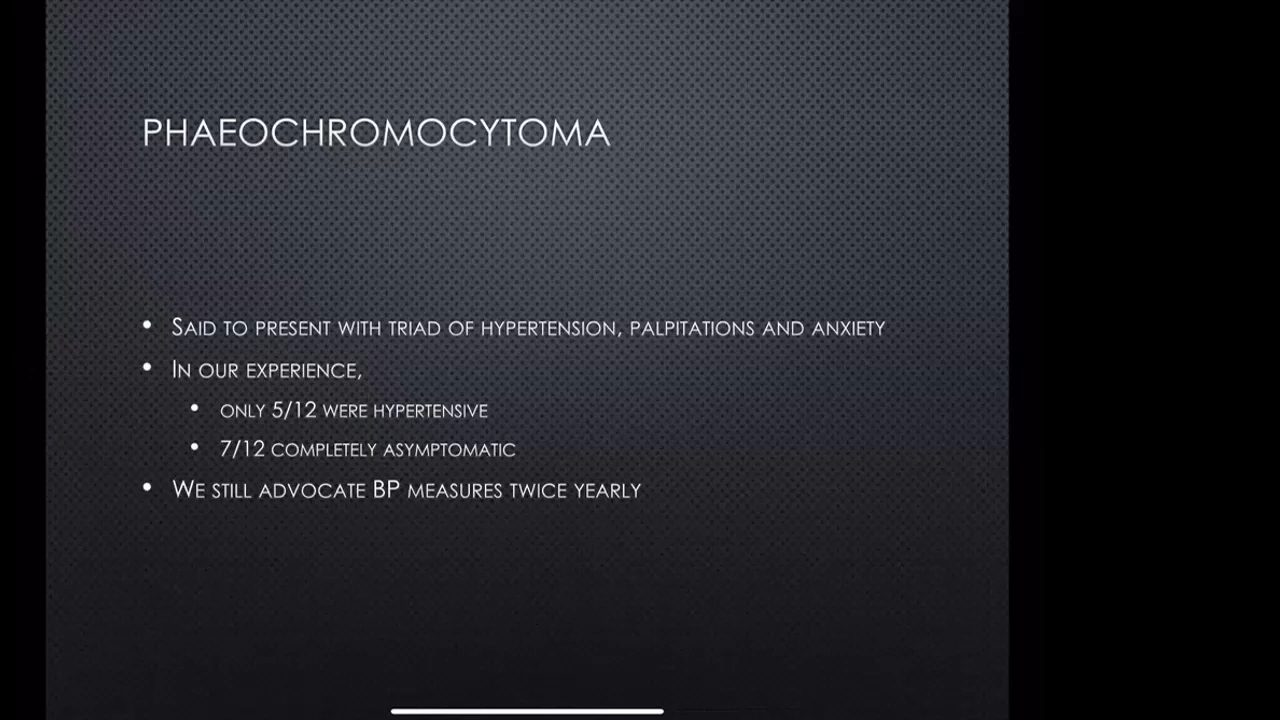 PHAEOCHROMOCYTOMA
• SAID TO PRESENT WITH TRIAD OF HYPERTENSION, PALPITATIONS AND ANXIETY
• IN OUR EXPERIENCE,
• ONLY 5/12 WERE HYPERTENSIVE
• 7/12 COMPLETELY ASYMPTOMATIC
• WE STILL ADVOCATE BP MEASURES TWICE YEARLY